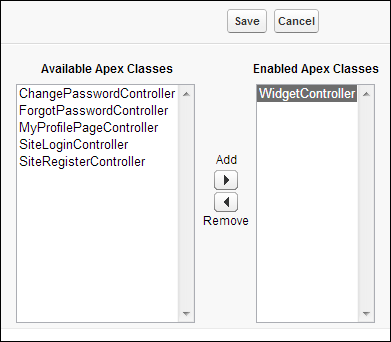 Save Cancel
Available Apex Classes Enabled Apex Classes
ChangePasswordController
ForgotPasswordController
MyProfilePageController
SiteLoginController
SiteRegisterController
Add
Remove
WidgetController